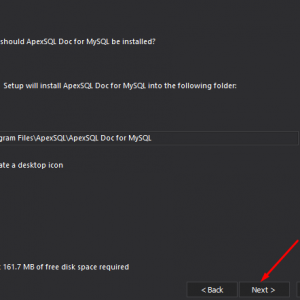 should ApexSQL Doc for MySQL be installed?
Setup will install ApexSQL Doc for MySQL into the following folder:
gram Files\ApexSQL\ApexSQL Doc for MySQL
ate a desktop icon
161.7 MB of free disk space required
< Back Next >